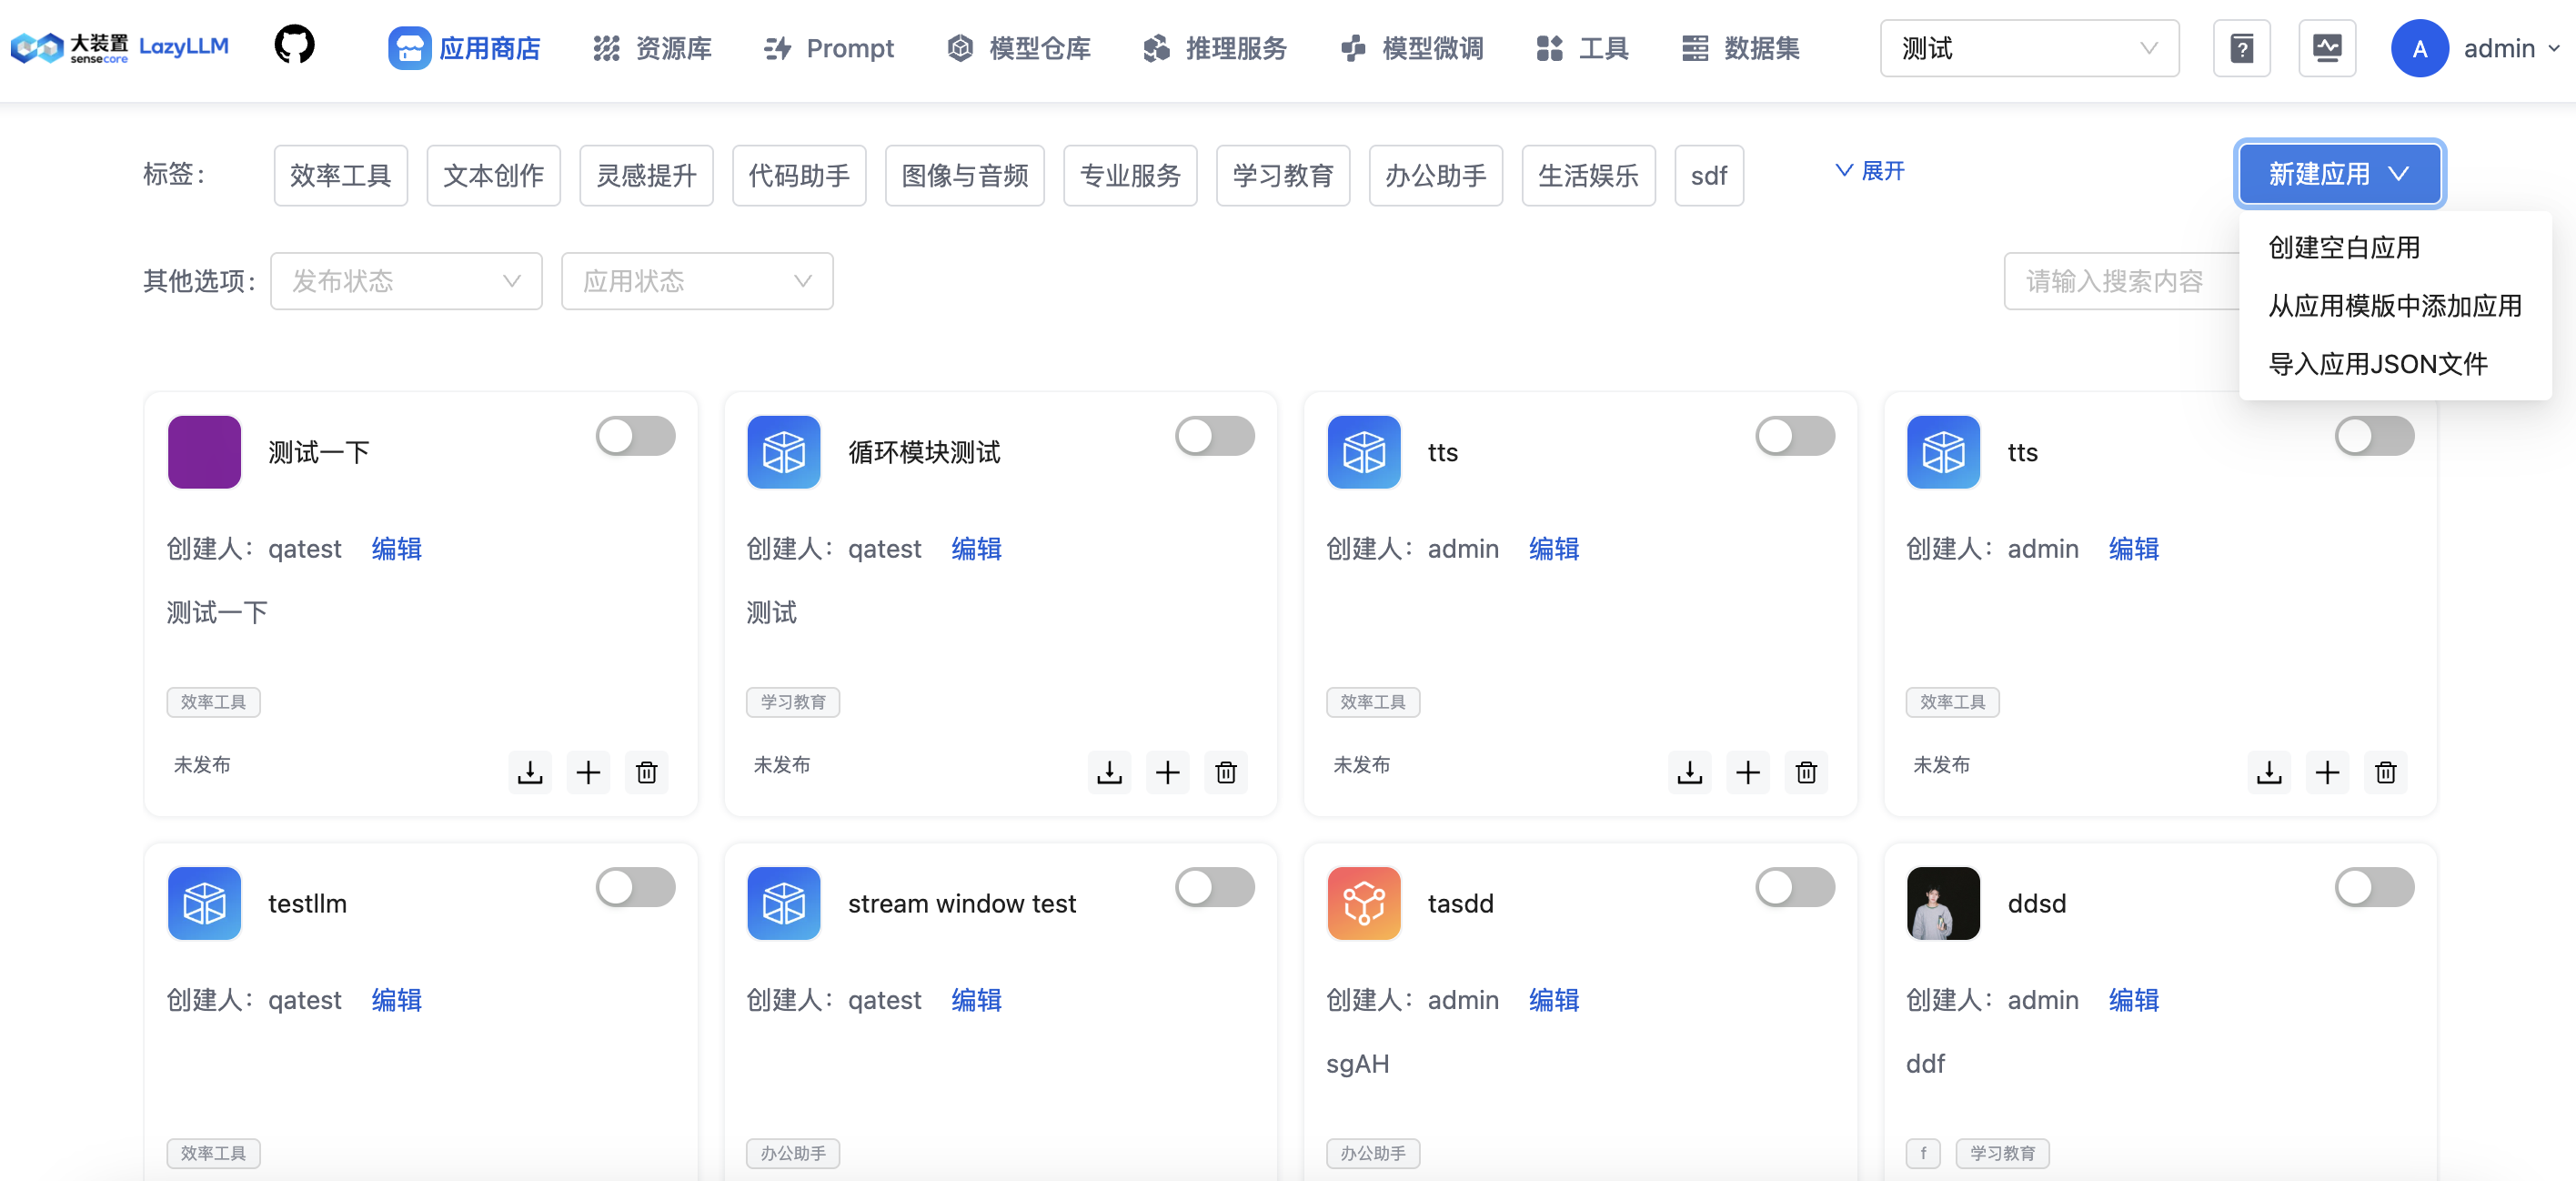 大装置 sensecore LazyLLM 应用商店 资源库 Prompt 模型仓库 推理服务 模型微调 工具 数据集 测试 A admin
标签： 效率工具 文本创作 灵感提升 代码助手 图像与音频 专业服务 学习教育 办公助手 生活娱乐 sdf 展开 新建应用
创建空白应用
从应用模版中添加应用
导入应用JSON文件
其他选项： 发布状态 应用状态 请输入搜索内容
测试一下
创建人： qatest 编辑
测试一下
效率工具
未发布
循环模块测试
创建人： qatest 编辑
测试
学习教育
未发布
tts
创建人： admin 编辑
效率工具
未发布
tts
创建人： admin 编辑
效率工具
未发布
testllm
创建人： qatest 编辑
效率工具
stream window test
创建人： qatest 编辑
办公助手
tasdd
创建人： admin 编辑
sgAH
办公助手
ddsd
创建人： admin 编辑
ddf
f 学习教育